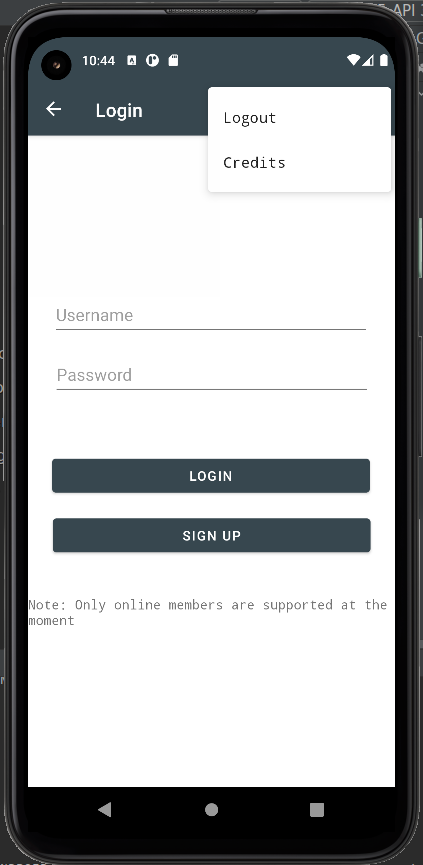 API
10:44
Login
Logout
Credits
Username
Password
LOGIN
SIGN UP
Note: Only online members are supported at the
moment